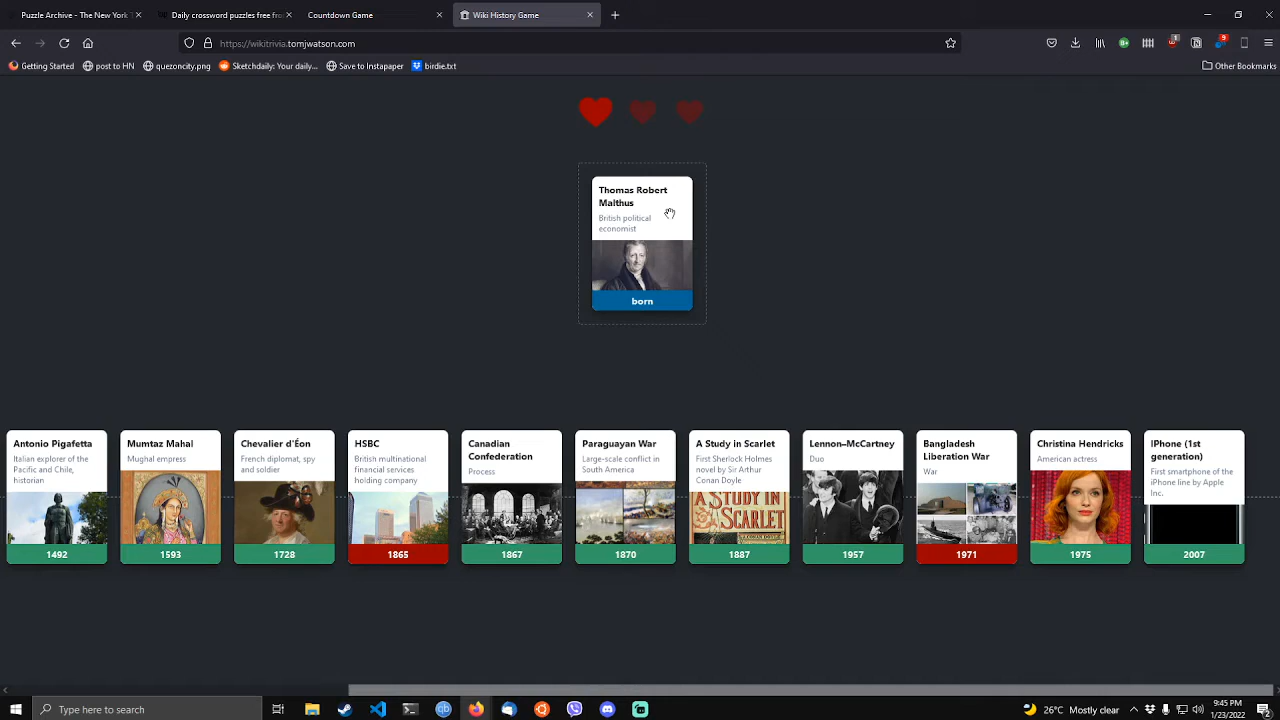 Puzzle Archive - The New York T
Daily crossword puzzles free fro
Countdown Game
Wiki History Game
https://wikitrivia.tomjwatson.com
Getting Started
post to HN
quezoncity.png
Sketchdaily: Your daily...
Save to Instapaper
birdie.txt
Other Bookmarks
Thomas Robert
Malthus
British political
economist
born
Antonio Pigafetta
Italian explorer of the
Pacific and Chile,
historian
1492
Mumtaz Mahal
Mughal empress
1593
Chevalier d'Éon
French diplomat, spy
and soldier
1728
HSBC
British multinational
financial services
holding company
1865
Canadian
Confederation
Process
1867
Paraguayan War
Large-scale conflict in
South America
1870
A Study in Scarlet
First Sherlock Holmes
novel by Sir Arthur
Conan Doyle
A STUDY IN
SCARLET
1887
Lennon–McCartney
Duo
1957
Bangladesh
Liberation War
War
1971
Christina Hendricks
American actress
1975
IPhone (1st
generation)
First smartphone of the
iPhone line by Apple
Inc.
2007
Type here to search
26°C Mostly clear
9:45 PM
1/23/2022